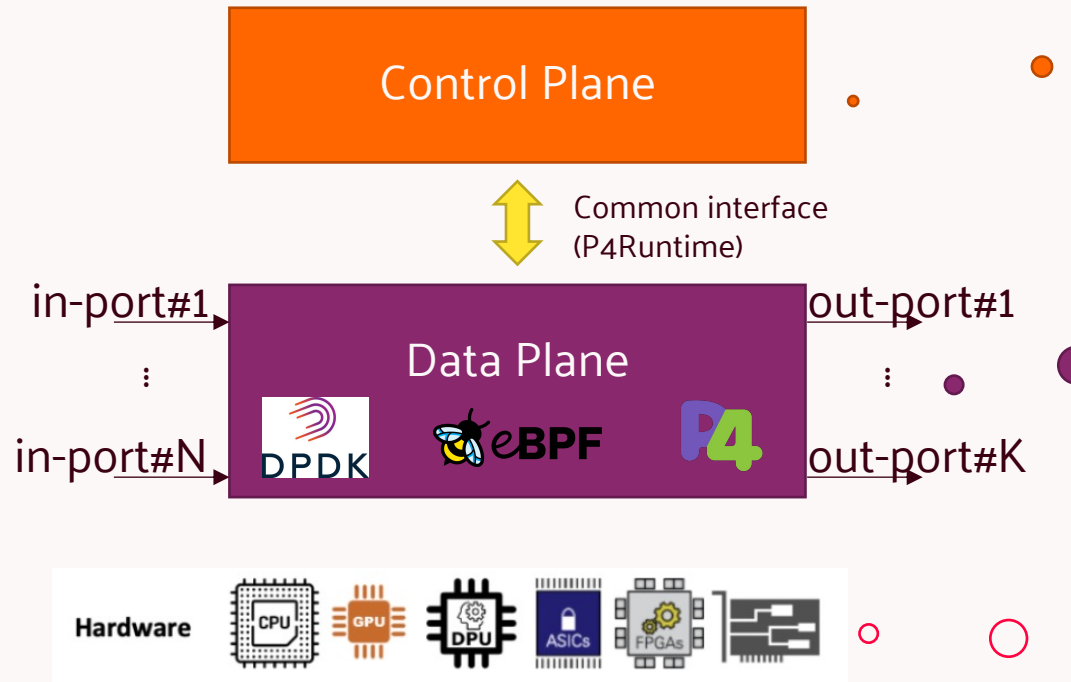 Control Plane
Common interface
(P4Runtime)
in-port#1
out-port#1
Data Plane
⋮
⋮
in-port#N
DPDK
eBPF
P4
out-port#K
Hardware
CPU
GPU
DPU
ASICs
FPGAs